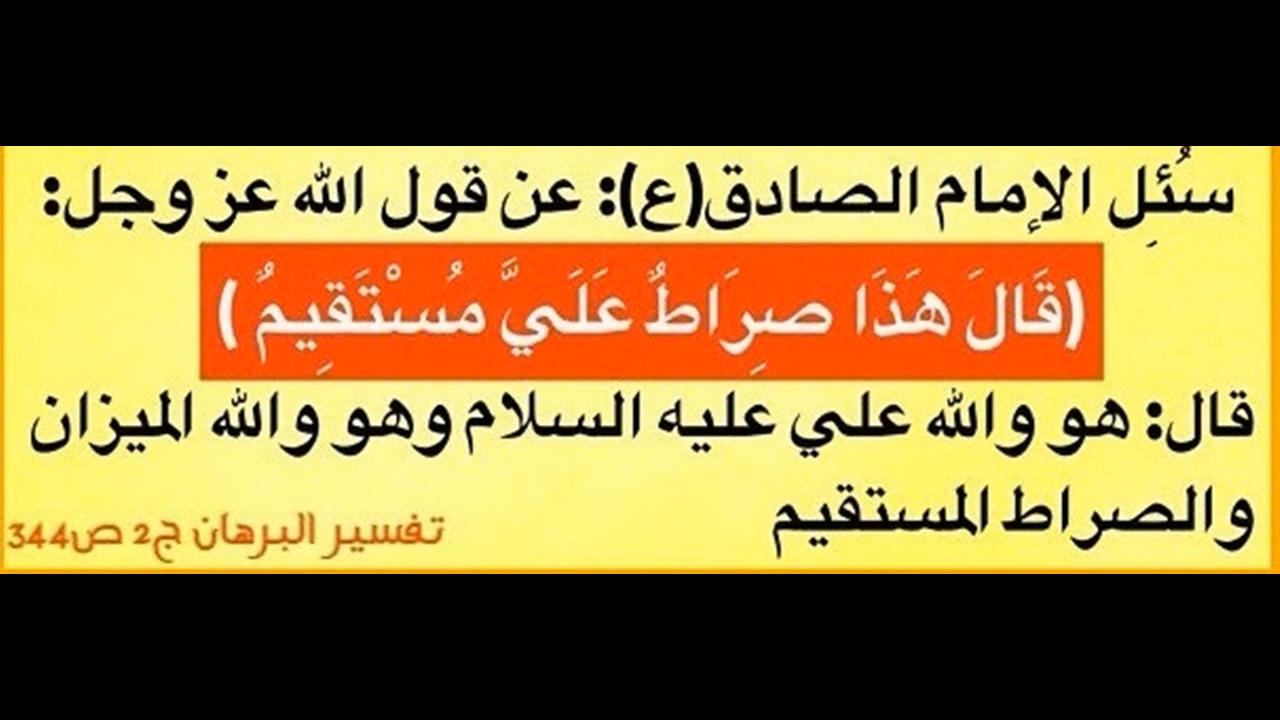 سُئِل الإمام الصادق(ع): عن قول الله عز وجل:
(قَالَ هَذَا صِرَاطٌ عَلَيَّ مُسْتَقِيمٌ )
قال: هو والله علي عليه السلام وهو والله الميزان
والصراط المستقيم
تفسير البرهان ج2 ص344